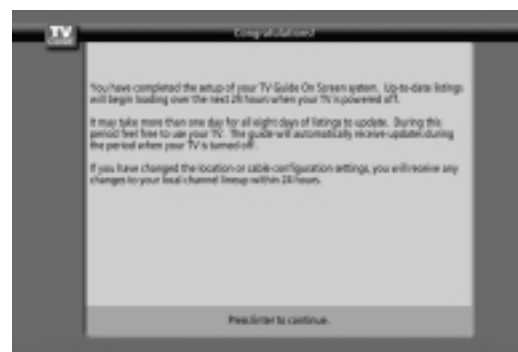 TV
GUIDE
Congratulations!
You have completed the setup of your TV Guide On Screen system. Up-to-date listings
will begin loading over the next 24 hours when your TV is powered off.
It may take more than one day for all eight days of listings to update. During this
period feel free to use your TV. The guide will automatically receive updates during
the period when your TV is turned off.
If you have changed the location or cable configuration settings, you will receive any
changes to your local channel lineup within 24 hours.
Press Enter to continue.